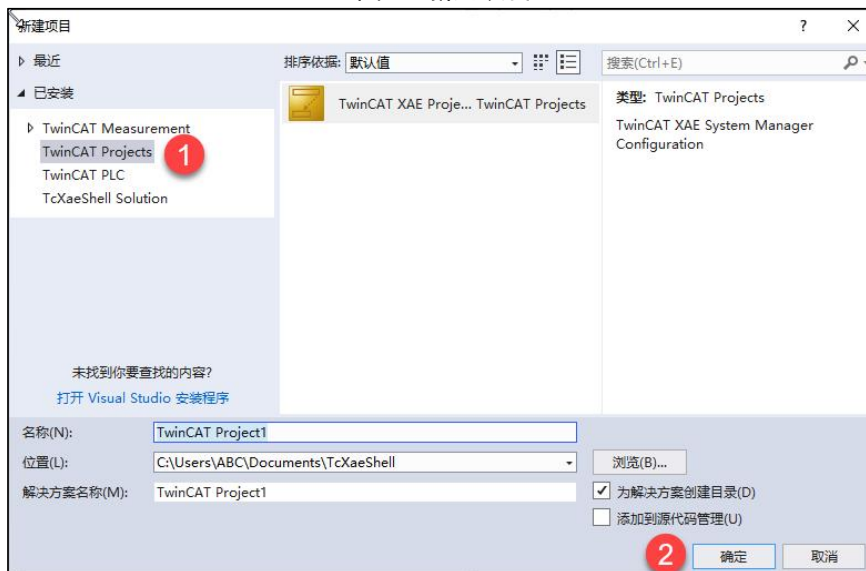 新建项目
?
×
▷ 最近
◢ 已安装
▷ TwinCAT Measurement
TwinCAT Projects
1
TwinCAT PLC
TcXaeShell Solution
未找到你要查找的内容?
打开 Visual Studio 安装程序
排序依据: 默认值
TwinCAT XAE Proje... TwinCAT Projects
搜索(Ctrl+E)
类型: TwinCAT Projects
TwinCAT XAE System Manager
Configuration
名称(N): TwinCAT Project1
位置(L): C:\Users\ABC\Documents\TcXaeShell
浏览(B)...
解决方案名称(M): TwinCAT Project1
为解决方案创建目录(D)
添加到源代码管理(U)
2
确定
取消